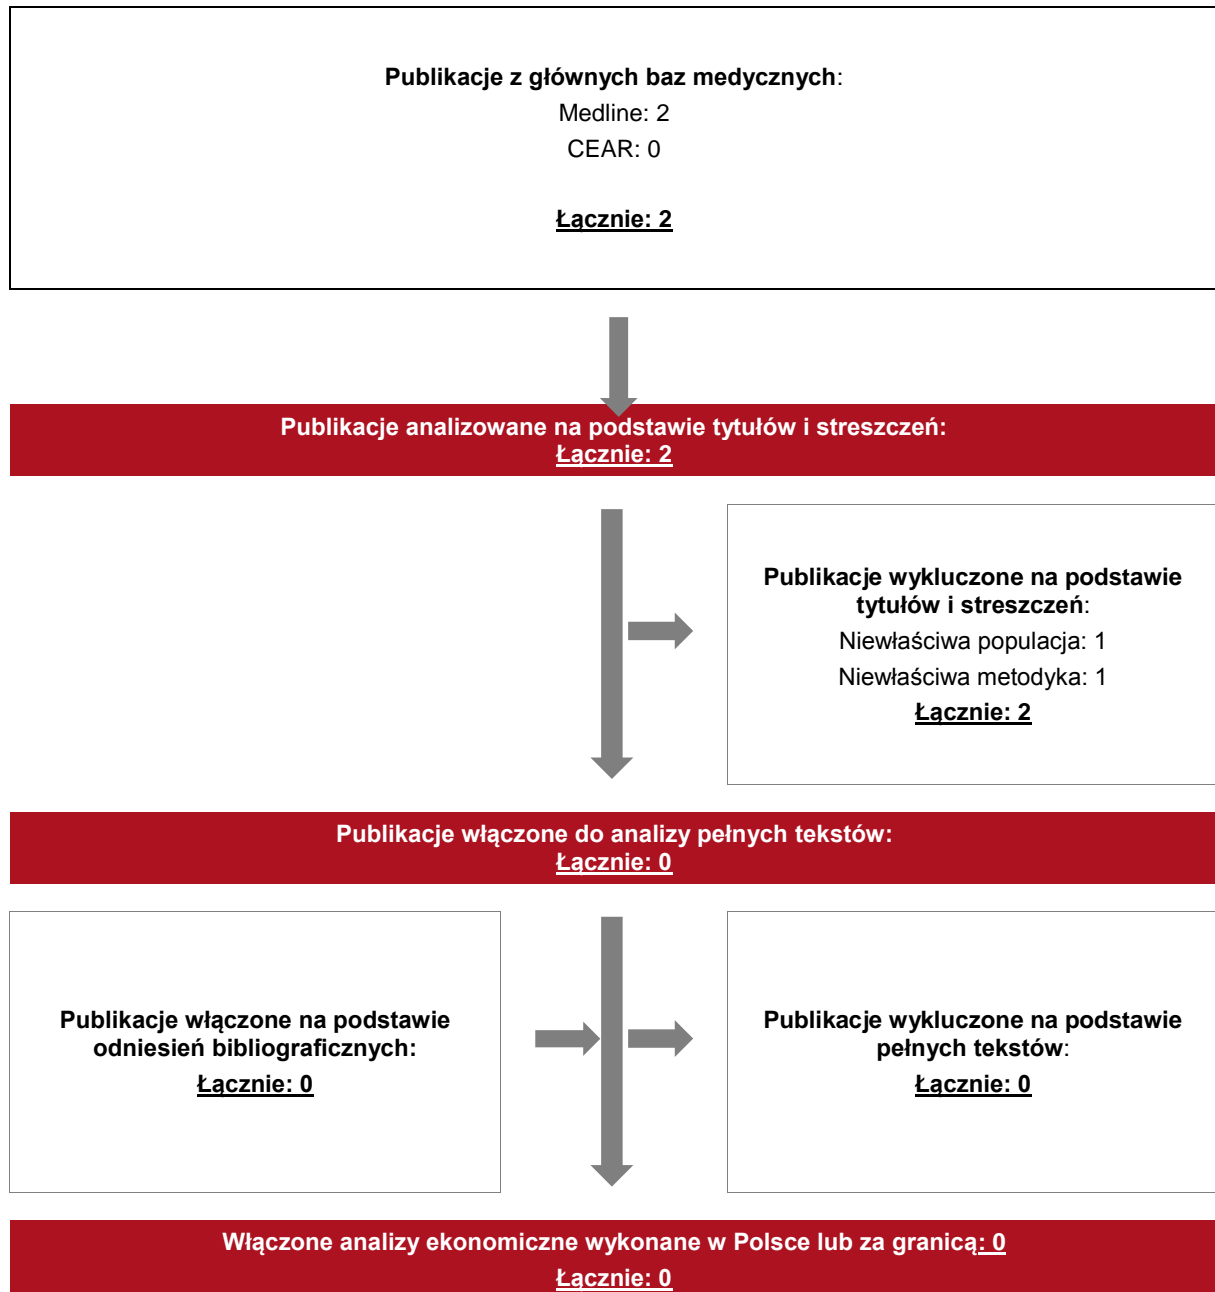 Publikacje z głównych baz medycznych:
Medline: 2
CEAR: 0
Łącznie: 2
Publikacje analizowane na podstawie tytułów i streszczeń:
Łącznie: 2
Publikacje wykluczone na podstawie
tytułów i streszczeń:
Niewłaściwa populacja: 1
Niewłaściwa metodyka: 1
Łącznie: 2
Publikacje włączone do analizy pełnych tekstów:
Łącznie: 0
Publikacje włączone na podstawie
odniesień bibliograficznych:
Łącznie: 0
Publikacje wykluczone na podstawie
pełnych tekstów:
Łącznie: 0
Włączone analizy ekonomiczne wykonane w Polsce lub za granicą: 0
Łącznie: 0